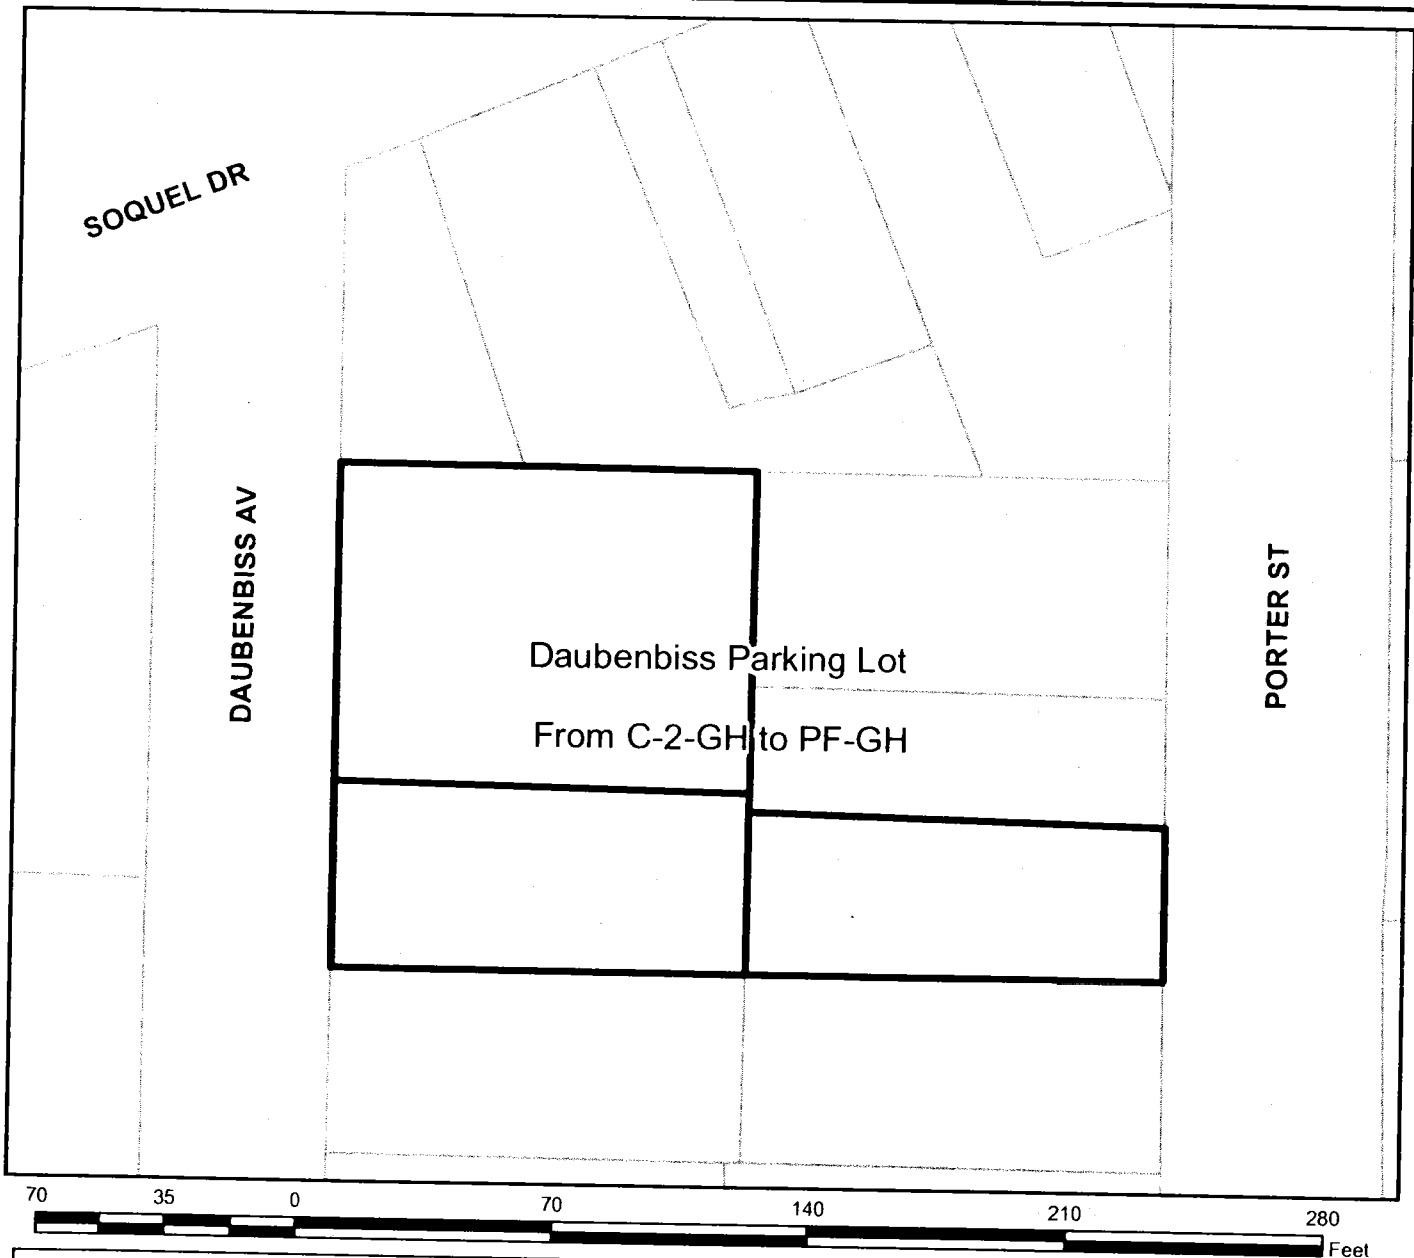 SOQUEL DR
DAUBENBISS AV
PORTER ST
Daubenbiss Parking Lot
From C-2-GH to PF-GH
70 35 0 70 140 210 280
Feet